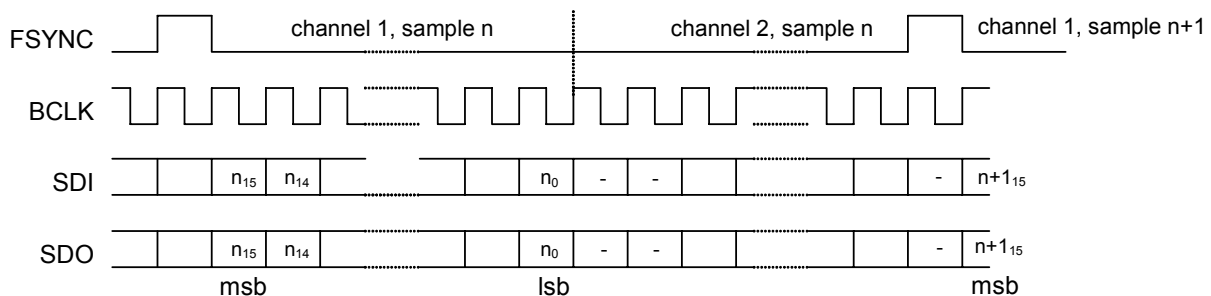 FSYNC channel 1, sample n channel 2, sample n channel 1, sample n+1
BCLK
SDI n₁₅ n₁₄ n₀ - - - n+1₁₅
SDO n₁₅ n₁₄ n₀ - - - n+1₁₅
msb lsb msb